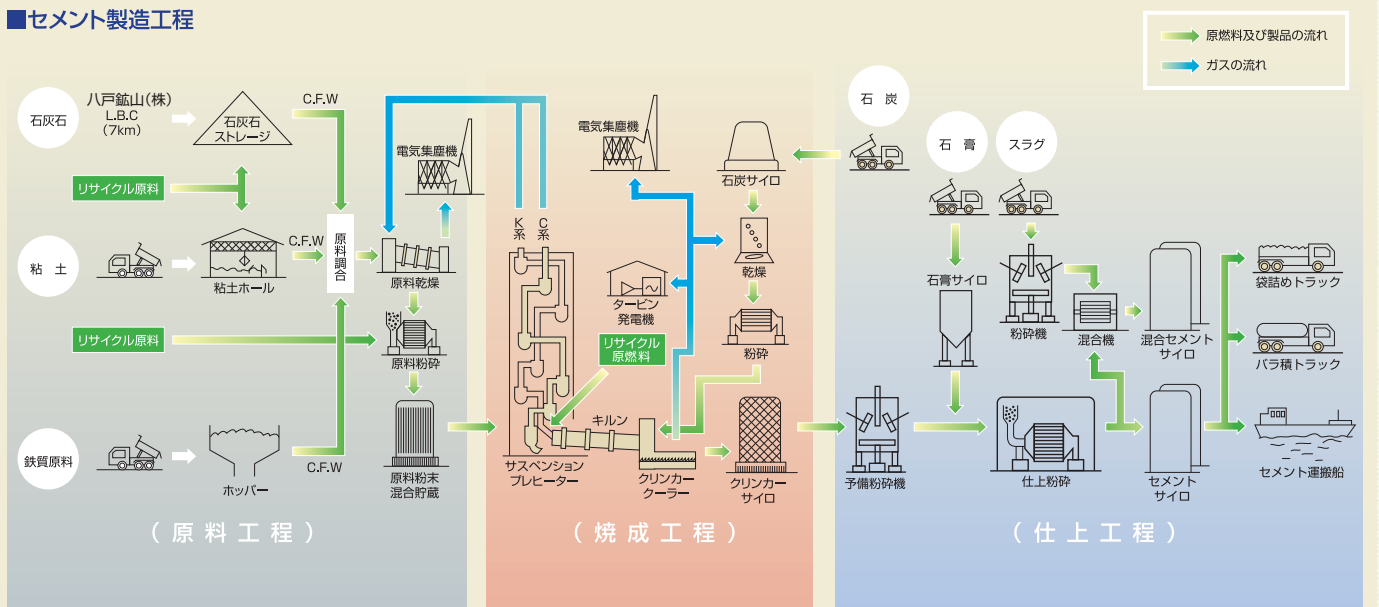 ■セメント製造工程
原燃料及び製品の流れ
ガスの流れ
石灰石
八戸鉱山(株)
L.B.C
(7km)
石灰石
ストレージ
C.F.W
リサイクル原料
粘 土
粘土ホール
C.F.W
原料調合
リサイクル原料
鉄質原料
ホッパー
C.F.W
電気集塵機
原料乾燥
原料粉砕
原料粉末
混合貯蔵
(原料工程)
K系
C系
サスペンション
プレヒーター
電気集塵機
タービン
発電機
リサイクル
原燃料
キルン
クリンカー
クーラー
石炭サイロ
乾燥
粉砕
クリンカー
サイロ
(焼成工程)
石 炭
石 膏
スラグ
石膏サイロ
粉砕機
混合機
混合セメント
サイロ
予備粉砕機
仕上粉砕
セメント
サイロ
袋詰めトラック
バラ積トラック
セメント運搬船
(仕上工程)